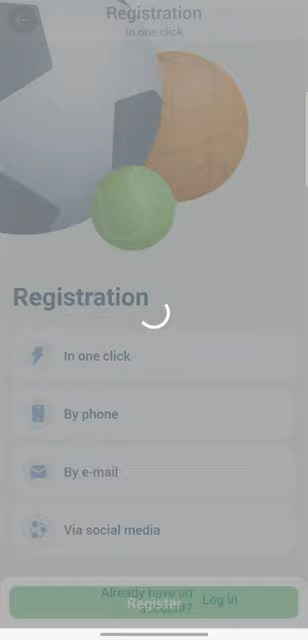 Registration
In one click
Registration
In one click
By phone
By e-mail
Via social media
Already have an
account?
Log in
Register